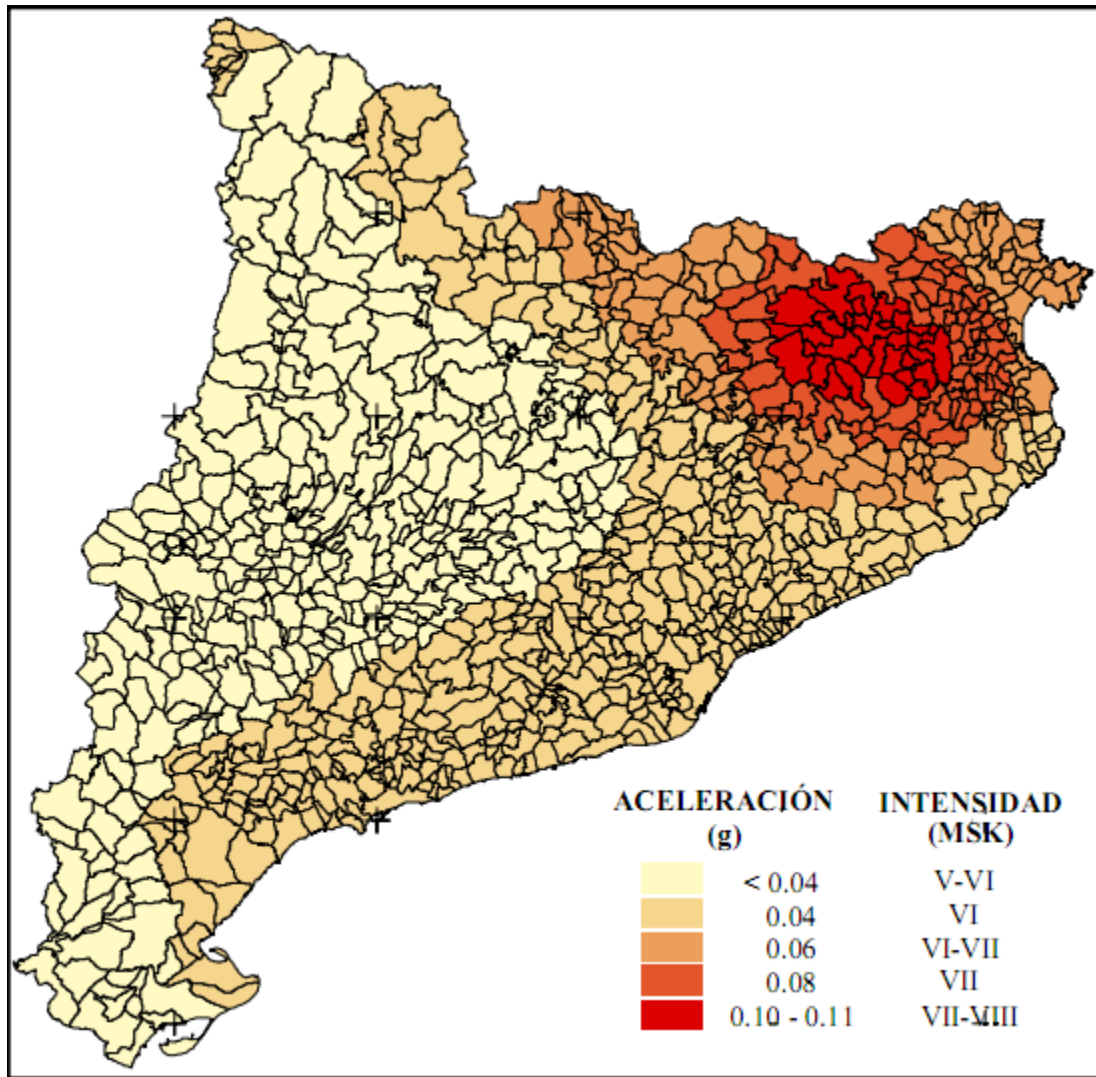 ACELERACIÓN INTENSIDAD
(g) (MSK)
< 0.04 V-VI
0.04 VI
0.06 VI-VII
0.08 VII
0.10 - 0.11 VII-VIII